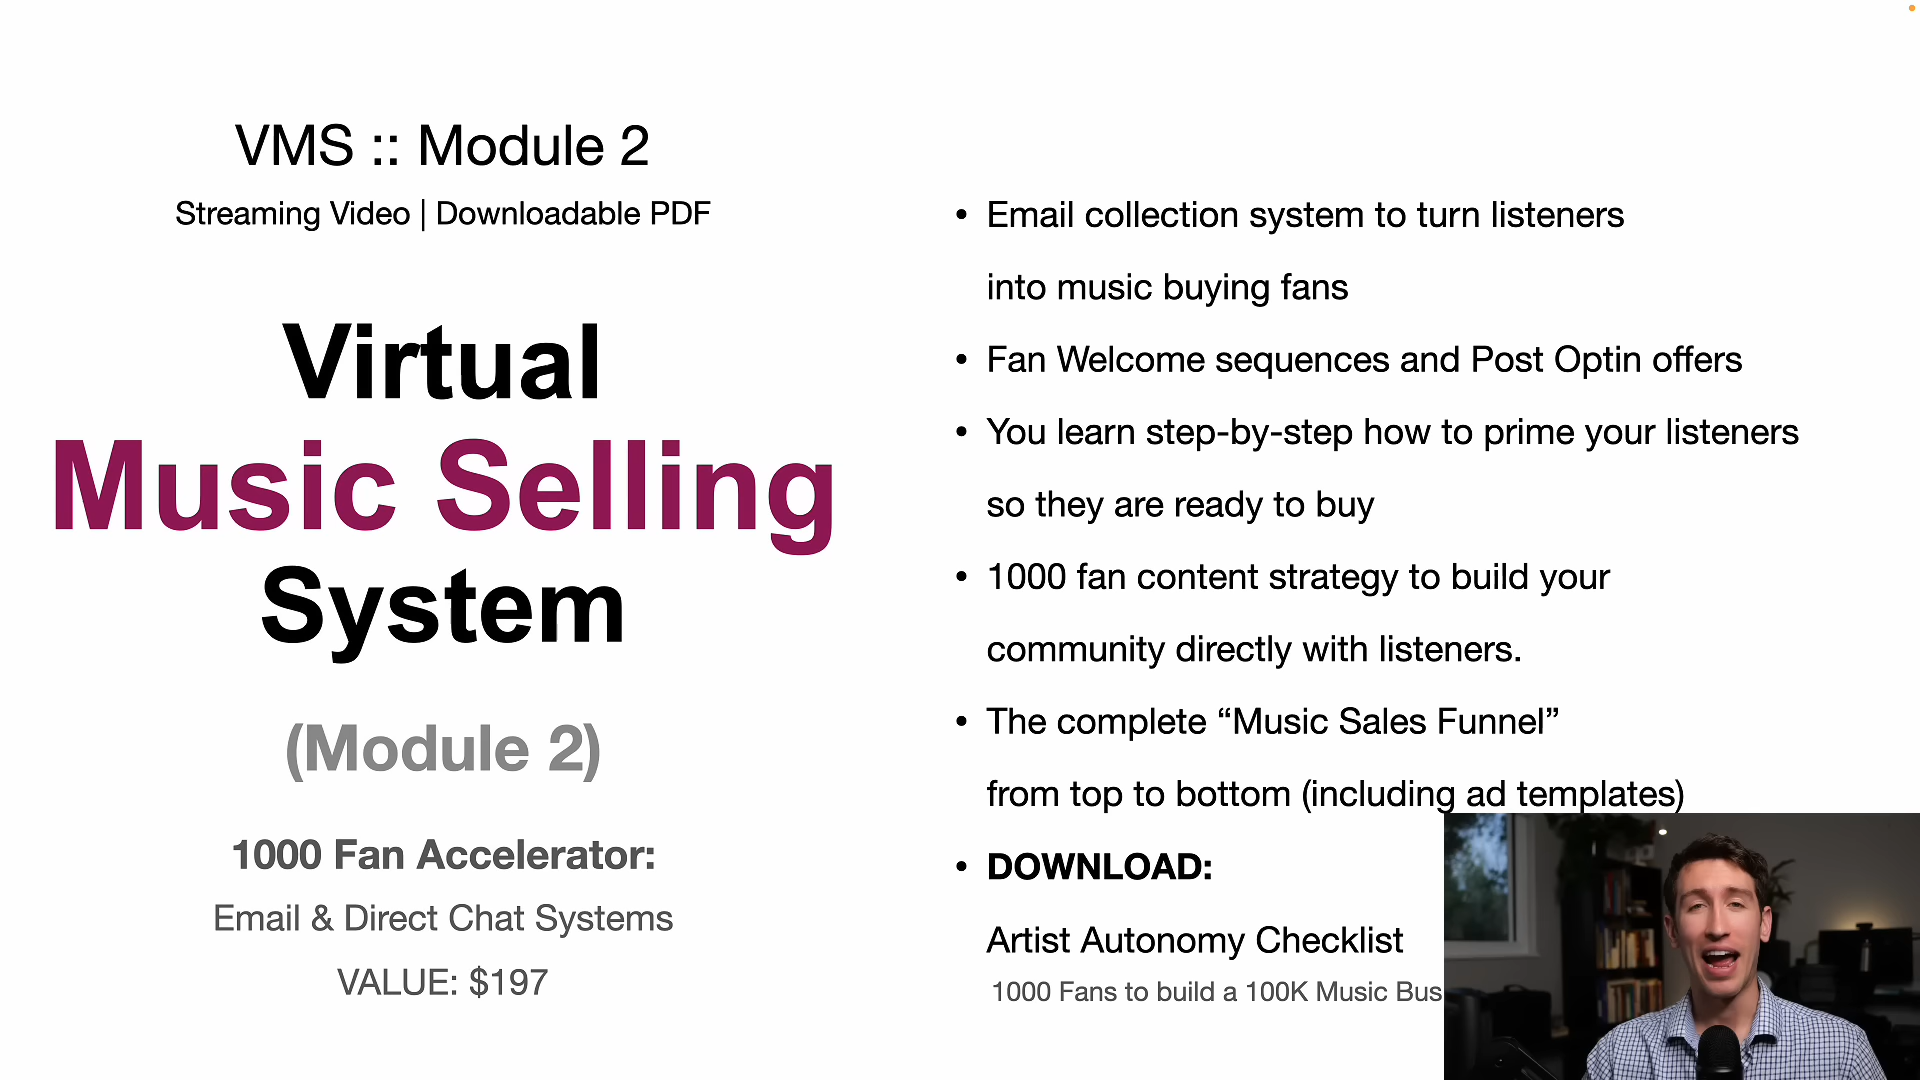 VMS :: Module 2
Streaming Video | Downloadable PDF
Virtual
Music Selling
System
(Module 2)
1000 Fan Accelerator:
Email & Direct Chat Systems
VALUE: $197
• Email collection system to turn listeners
into music buying fans
• Fan Welcome sequences and Post Optin offers
• You learn step-by-step how to prime your listeners
so they are ready to buy
• 1000 fan content strategy to build your
community directly with listeners.
• The complete “Music Sales Funnel”
from top to bottom (including ad templates)
• DOWNLOAD:
Artist Autonomy Checklist
1000 Fans to build a 100K Music Bus